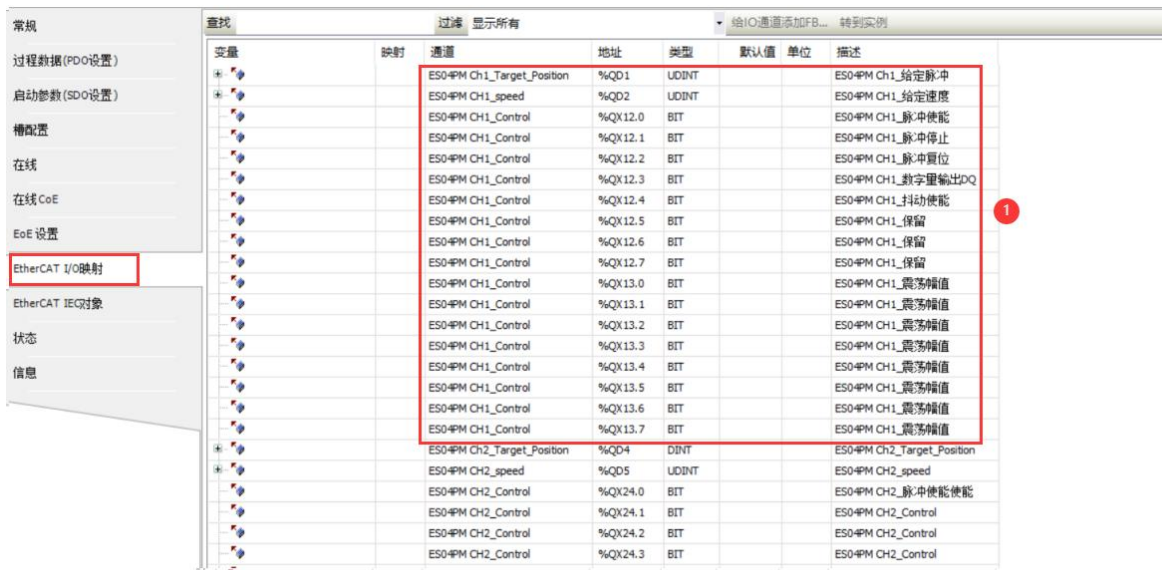 常规
过程数据(PDO设置)
启动参数(SDO设置)
槽配置
在线
在线CoE
EoE 设置
EtherCAT I/O映射
EtherCAT IEC对象
状态
信息
查找 过滤 显示所有 给IO通道添加FB... 转到实例
变量 映射 通道 地址 类型 默认值 单位 描述
ES04PM Ch1_Target_Position %QD1 UDINT ES04PM Ch1_给定脉冲
ES04PM CH1_speed %QD2 UDINT ES04PM CH1_给定速度
ES04PM CH1_Control %QX12.0 BIT ES04PM CH1_脉冲使能
ES04PM CH1_Control %QX12.1 BIT ES04PM CH1_脉冲停止
ES04PM CH1_Control %QX12.2 BIT ES04PM CH1_脉冲复位
ES04PM CH1_Control %QX12.3 BIT ES04PM CH1_数字量输出DQ
ES04PM CH1_Control %QX12.4 BIT ES04PM CH1_抖动使能
ES04PM CH1_Control %QX12.5 BIT ES04PM CH1_保留
1
ES04PM CH1_Control %QX12.6 BIT ES04PM CH1_保留
ES04PM CH1_Control %QX12.7 BIT ES04PM CH1_保留
ES04PM CH1_Control %QX13.0 BIT ES04PM CH1_震荡幅值
ES04PM CH1_Control %QX13.1 BIT ES04PM CH1_震荡幅值
ES04PM CH1_Control %QX13.2 BIT ES04PM CH1_震荡幅值
ES04PM CH1_Control %QX13.3 BIT ES04PM CH1_震荡幅值
ES04PM CH1_Control %QX13.4 BIT ES04PM CH1_震荡幅值
ES04PM CH1_Control %QX13.5 BIT ES04PM CH1_震荡幅值
ES04PM CH1_Control %QX13.6 BIT ES04PM CH1_震荡幅值
ES04PM CH1_Control %QX13.7 BIT ES04PM CH1_震荡幅值
ES04PM Ch2_Target_Position %QD4 DINT ES04PM Ch2_Target_Position
ES04PM CH2_speed %QD5 UDINT ES04PM CH2_speed
ES04PM CH2_Control %QX24.0 BIT ES04PM CH2_脉冲使能使能
ES04PM CH2_Control %QX24.1 BIT ES04PM CH2_Control
ES04PM CH2_Control %QX24.2 BIT ES04PM CH2_Control
ES04PM CH2_Control %QX24.3 BIT ES04PM CH2_Control